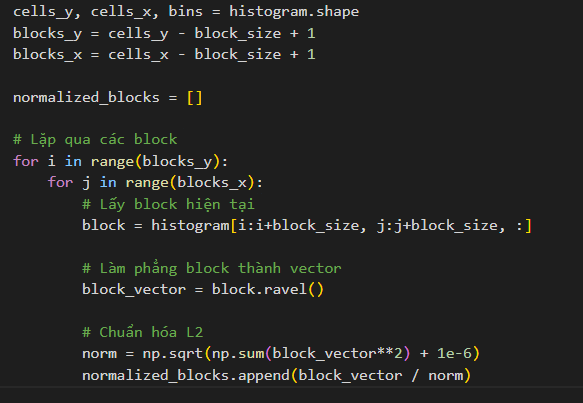 cells_y, cells_x, bins = histogram.shape
blocks_y = cells_y - block_size + 1
blocks_x = cells_x - block_size + 1

normalized_blocks = []

# Lặp qua các block
for i in range(blocks_y):
    for j in range(blocks_x):
        # Lấy block hiện tại
        block = histogram[i:i+block_size, j:j+block_size, :]

        # Làm phẳng block thành vector
        block_vector = block.ravel()

        # Chuẩn hóa L2
        norm = np.sqrt(np.sum(block_vector**2) + 1e-6)
        normalized_blocks.append(block_vector / norm)